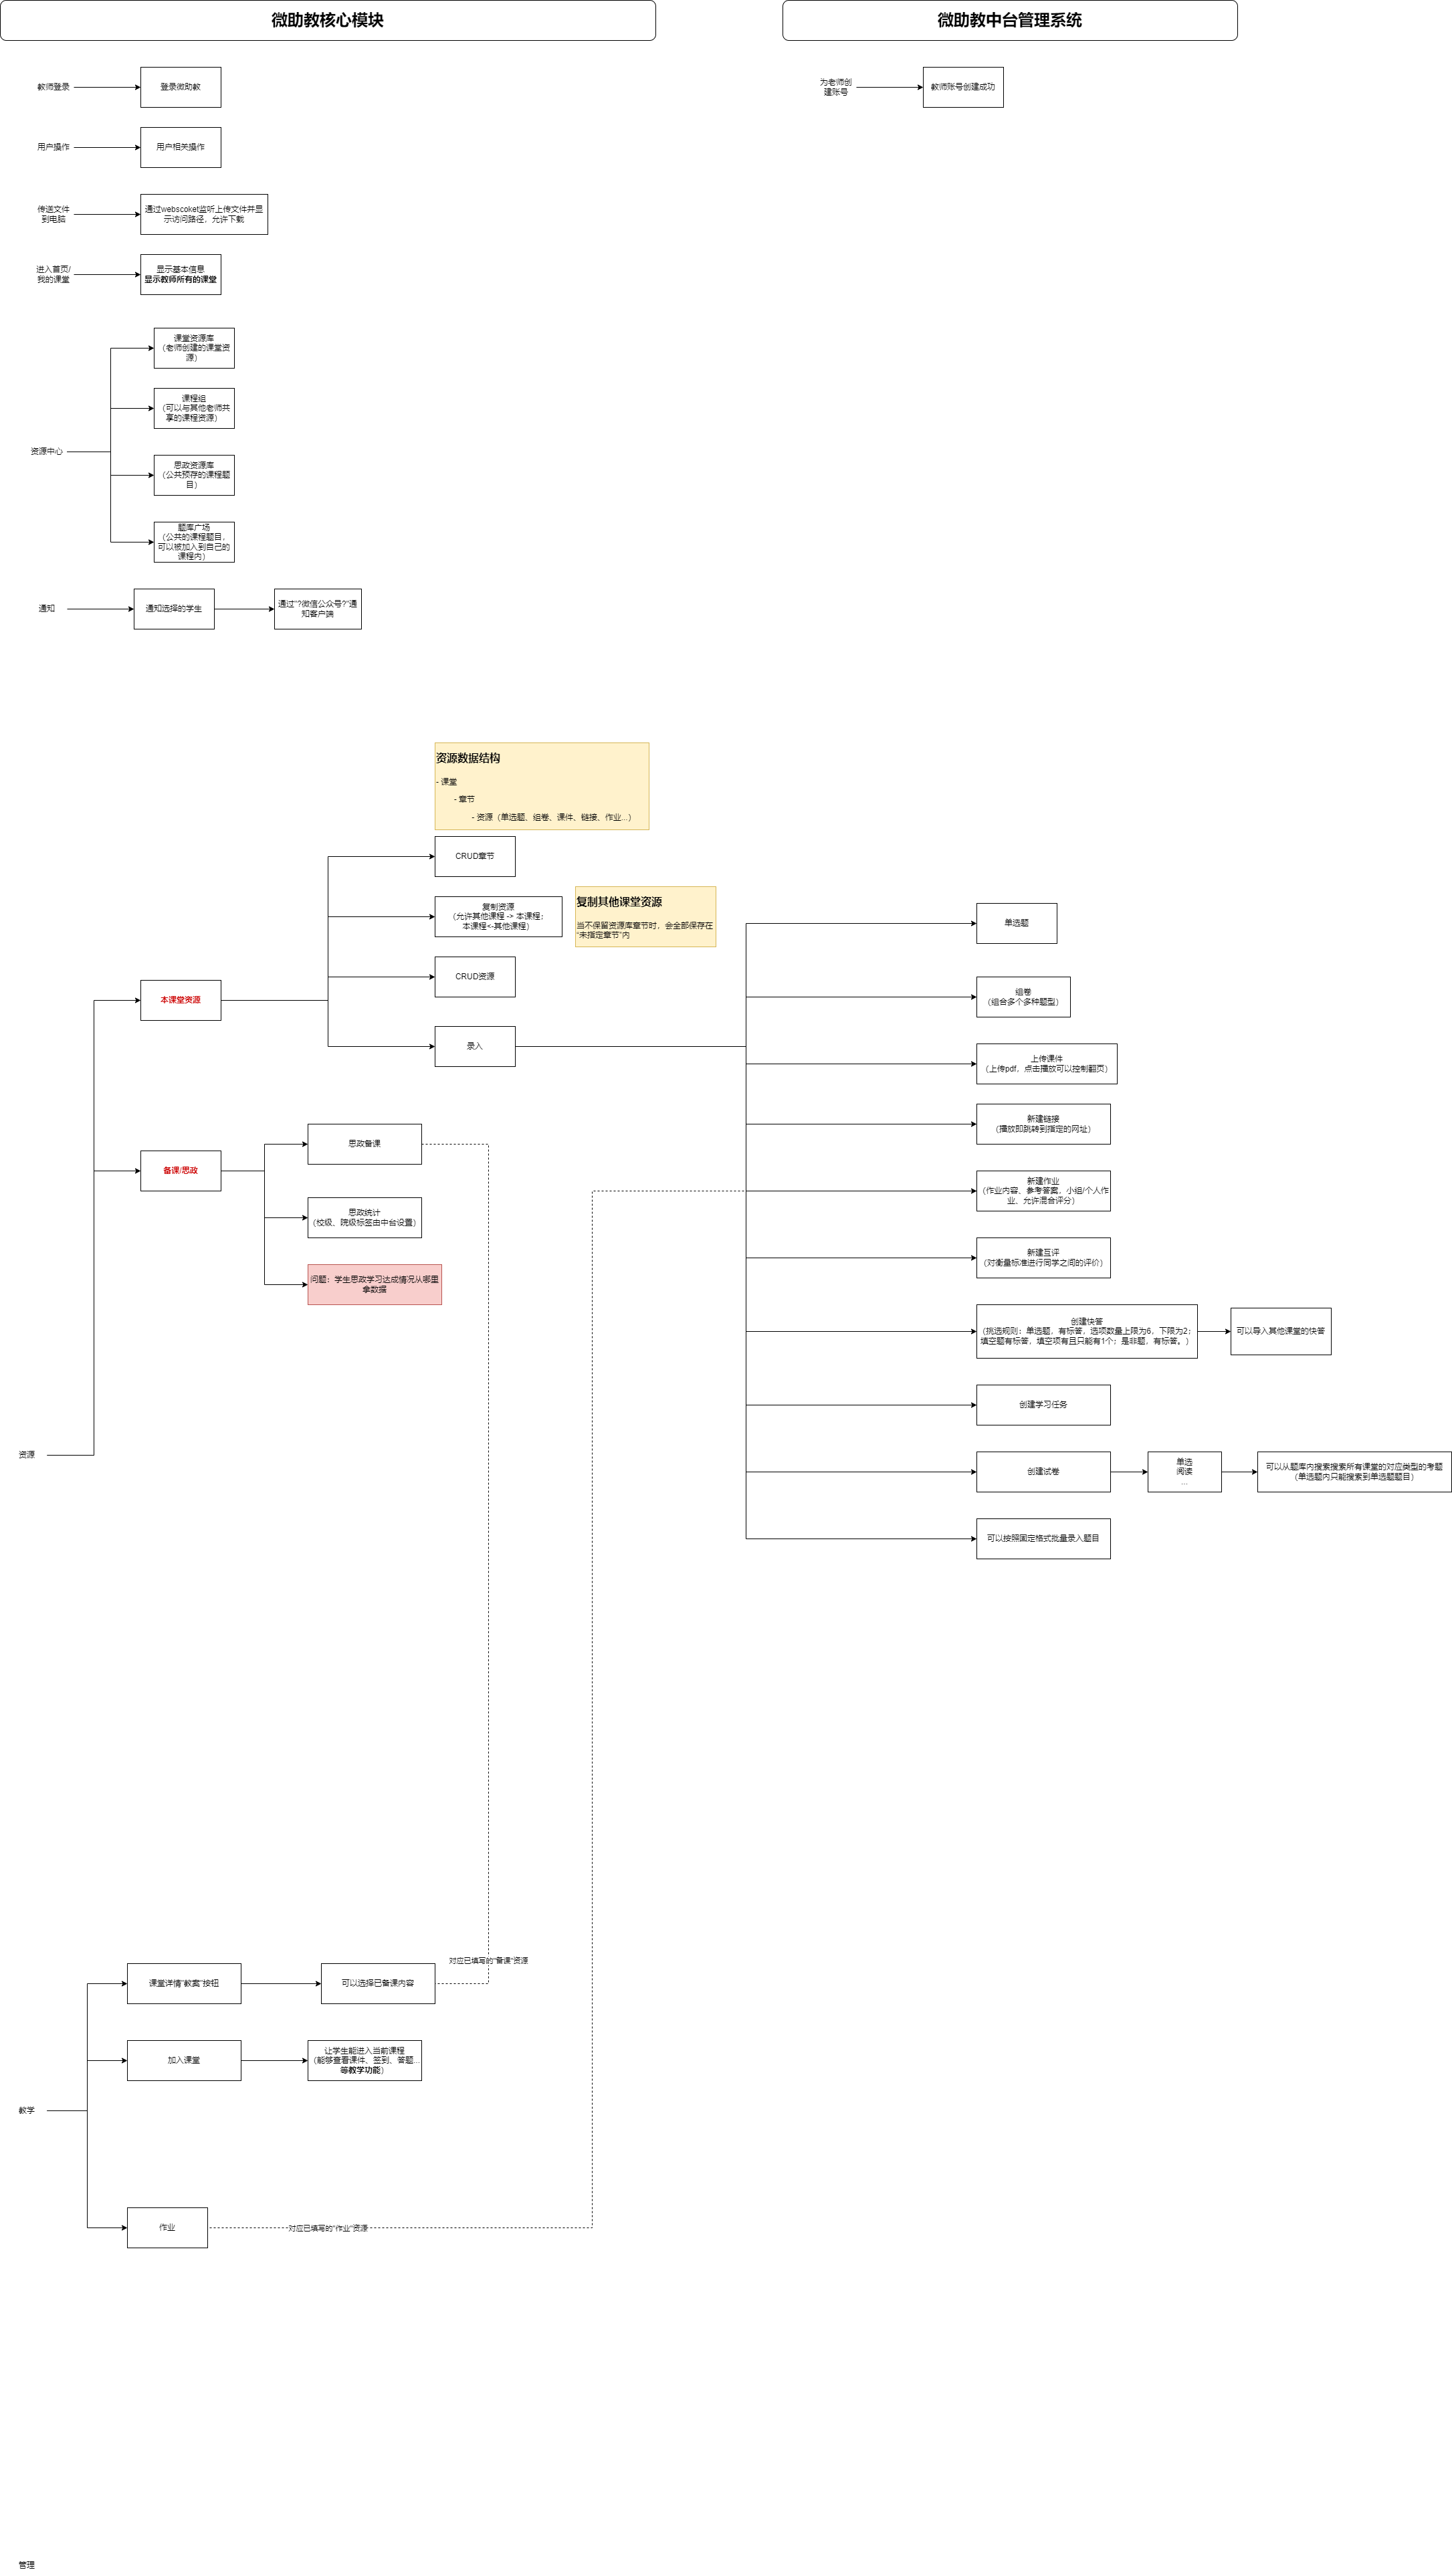 微助教核心模块
微助教中台管理系统
教师登录
登录微助教
为老师创
建账号
教师账号创建成功
用户操作
用户相关操作
传送文件
到电脑
通过webscoket监听上传文件并显
示访问路径，允许下载
进入首页/
我的课堂
显示基本信息
显示教师所有的课堂
资源中心
课堂资源库
（老师创建的课堂资
源）
课程组
（可以与其他老师共
享的课程资源）
思政资源库
（公共预存的课程题
目）
题库广场
（公共的课程题目，
可以被加入到自己的
课程内）
通知
通知选择的学生
通过"?微信公众号?"通
知客户端
资源数据结构
- 课堂
- 章节
- 资源（单选题、组卷、课件、链接、作业...）
CRUD章节
复制资源
（允许其他课程 -> 本课程；
本课程<-其他课程）
复制其他课堂资源
当不保留资源库章节时，会全部保存在
“未指定章节”内
CRUD资源
录入
本课堂资源
单选题
组卷
（组合多个多种题型）
上传课件
（上传pdf，点击播放可以控制翻页）
新建链接
（播放即跳转到指定的网址）
新建作业
（作业内容、参考答案，小组/个人作
业、允许混合评分）
新建互评
（对衡量标准进行同学之间的评价）
创建快答
（挑选规则：单选题，有标答，选项数量上限为6，下限为2；
填空题有标答，填空项有且只能有1个；是非题，有标答。）
可以导入其他课堂的快答
创建学习任务
创建试卷
单选
阅读
...
可以从题库内搜索搜索所有课堂的对应类型的考题
（单选题内只能搜索到单选题题目）
可以按照固定格式批量录入题目
备课/思政
思政备课
思政统计
（校级、院级标签由中台设置）
问题：学生思政学习达成情况从哪里
拿数据
资源
对应已填写的"备课"资源
课堂详情"教案"按钮
可以选择已备课内容
加入课堂
让学生能进入当前课程
（能够查看课件、签到、答题...
等教学功能）
教学
作业
对应已填写的"作业"资源
管理